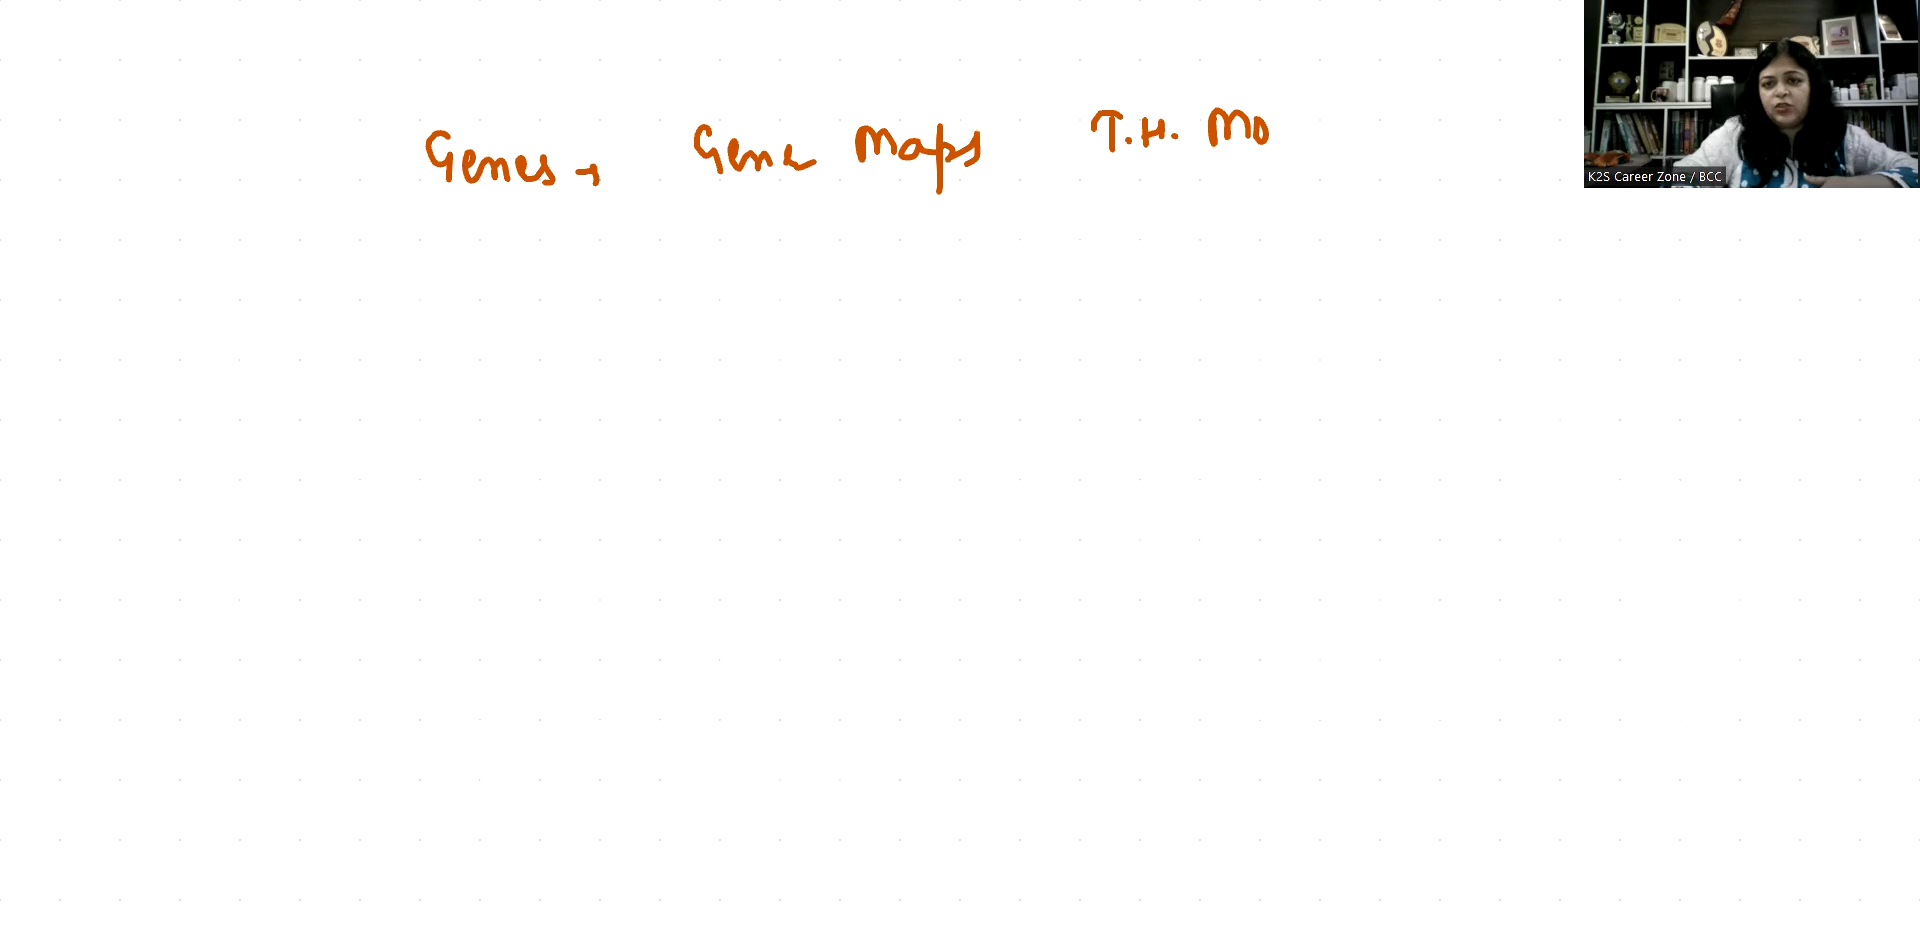 Genes → Gene Maps T.H. Mo
K2S Career Zone / BCC